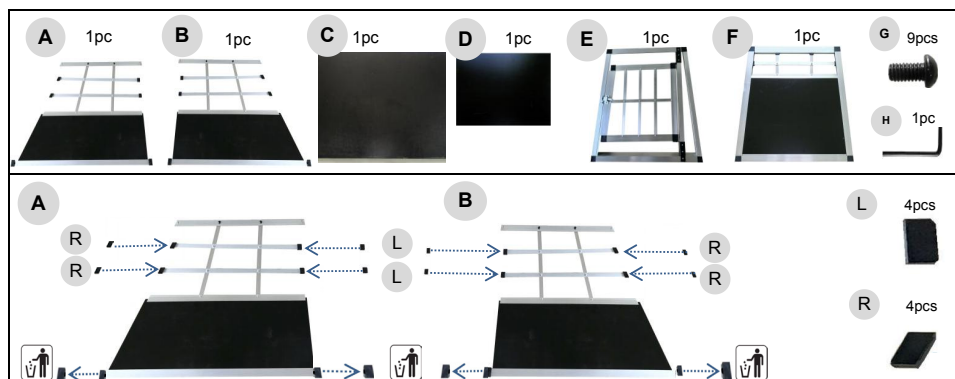 A 1pc
B 1pc
C 1pc
D 1pc
E 1pc
F 1pc
G 9pcs
H 1pc
A
B
R
L
R
R
L
R
L 4pcs
R 4pcs